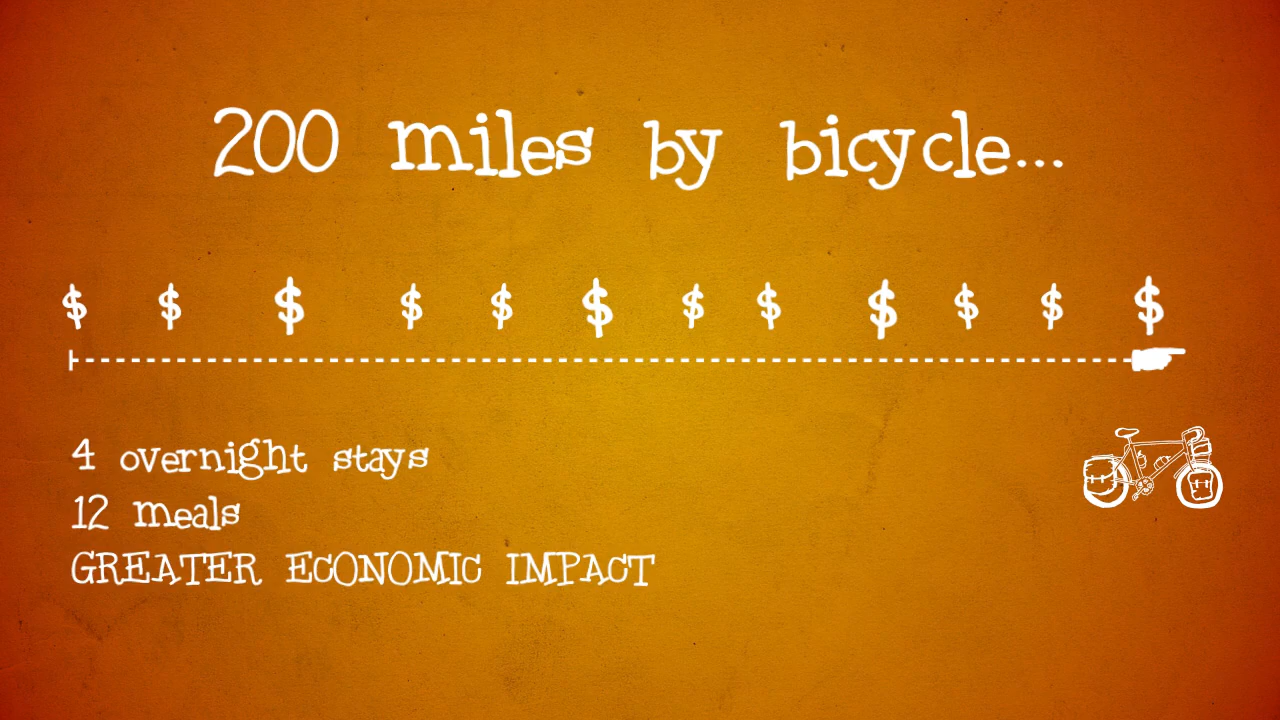 200 miles by bicycle...
$ $ $ $ $ $ $ $ $ $ $ $
4 overnight stays
12 meals
GREATER ECONOMIC IMPACT